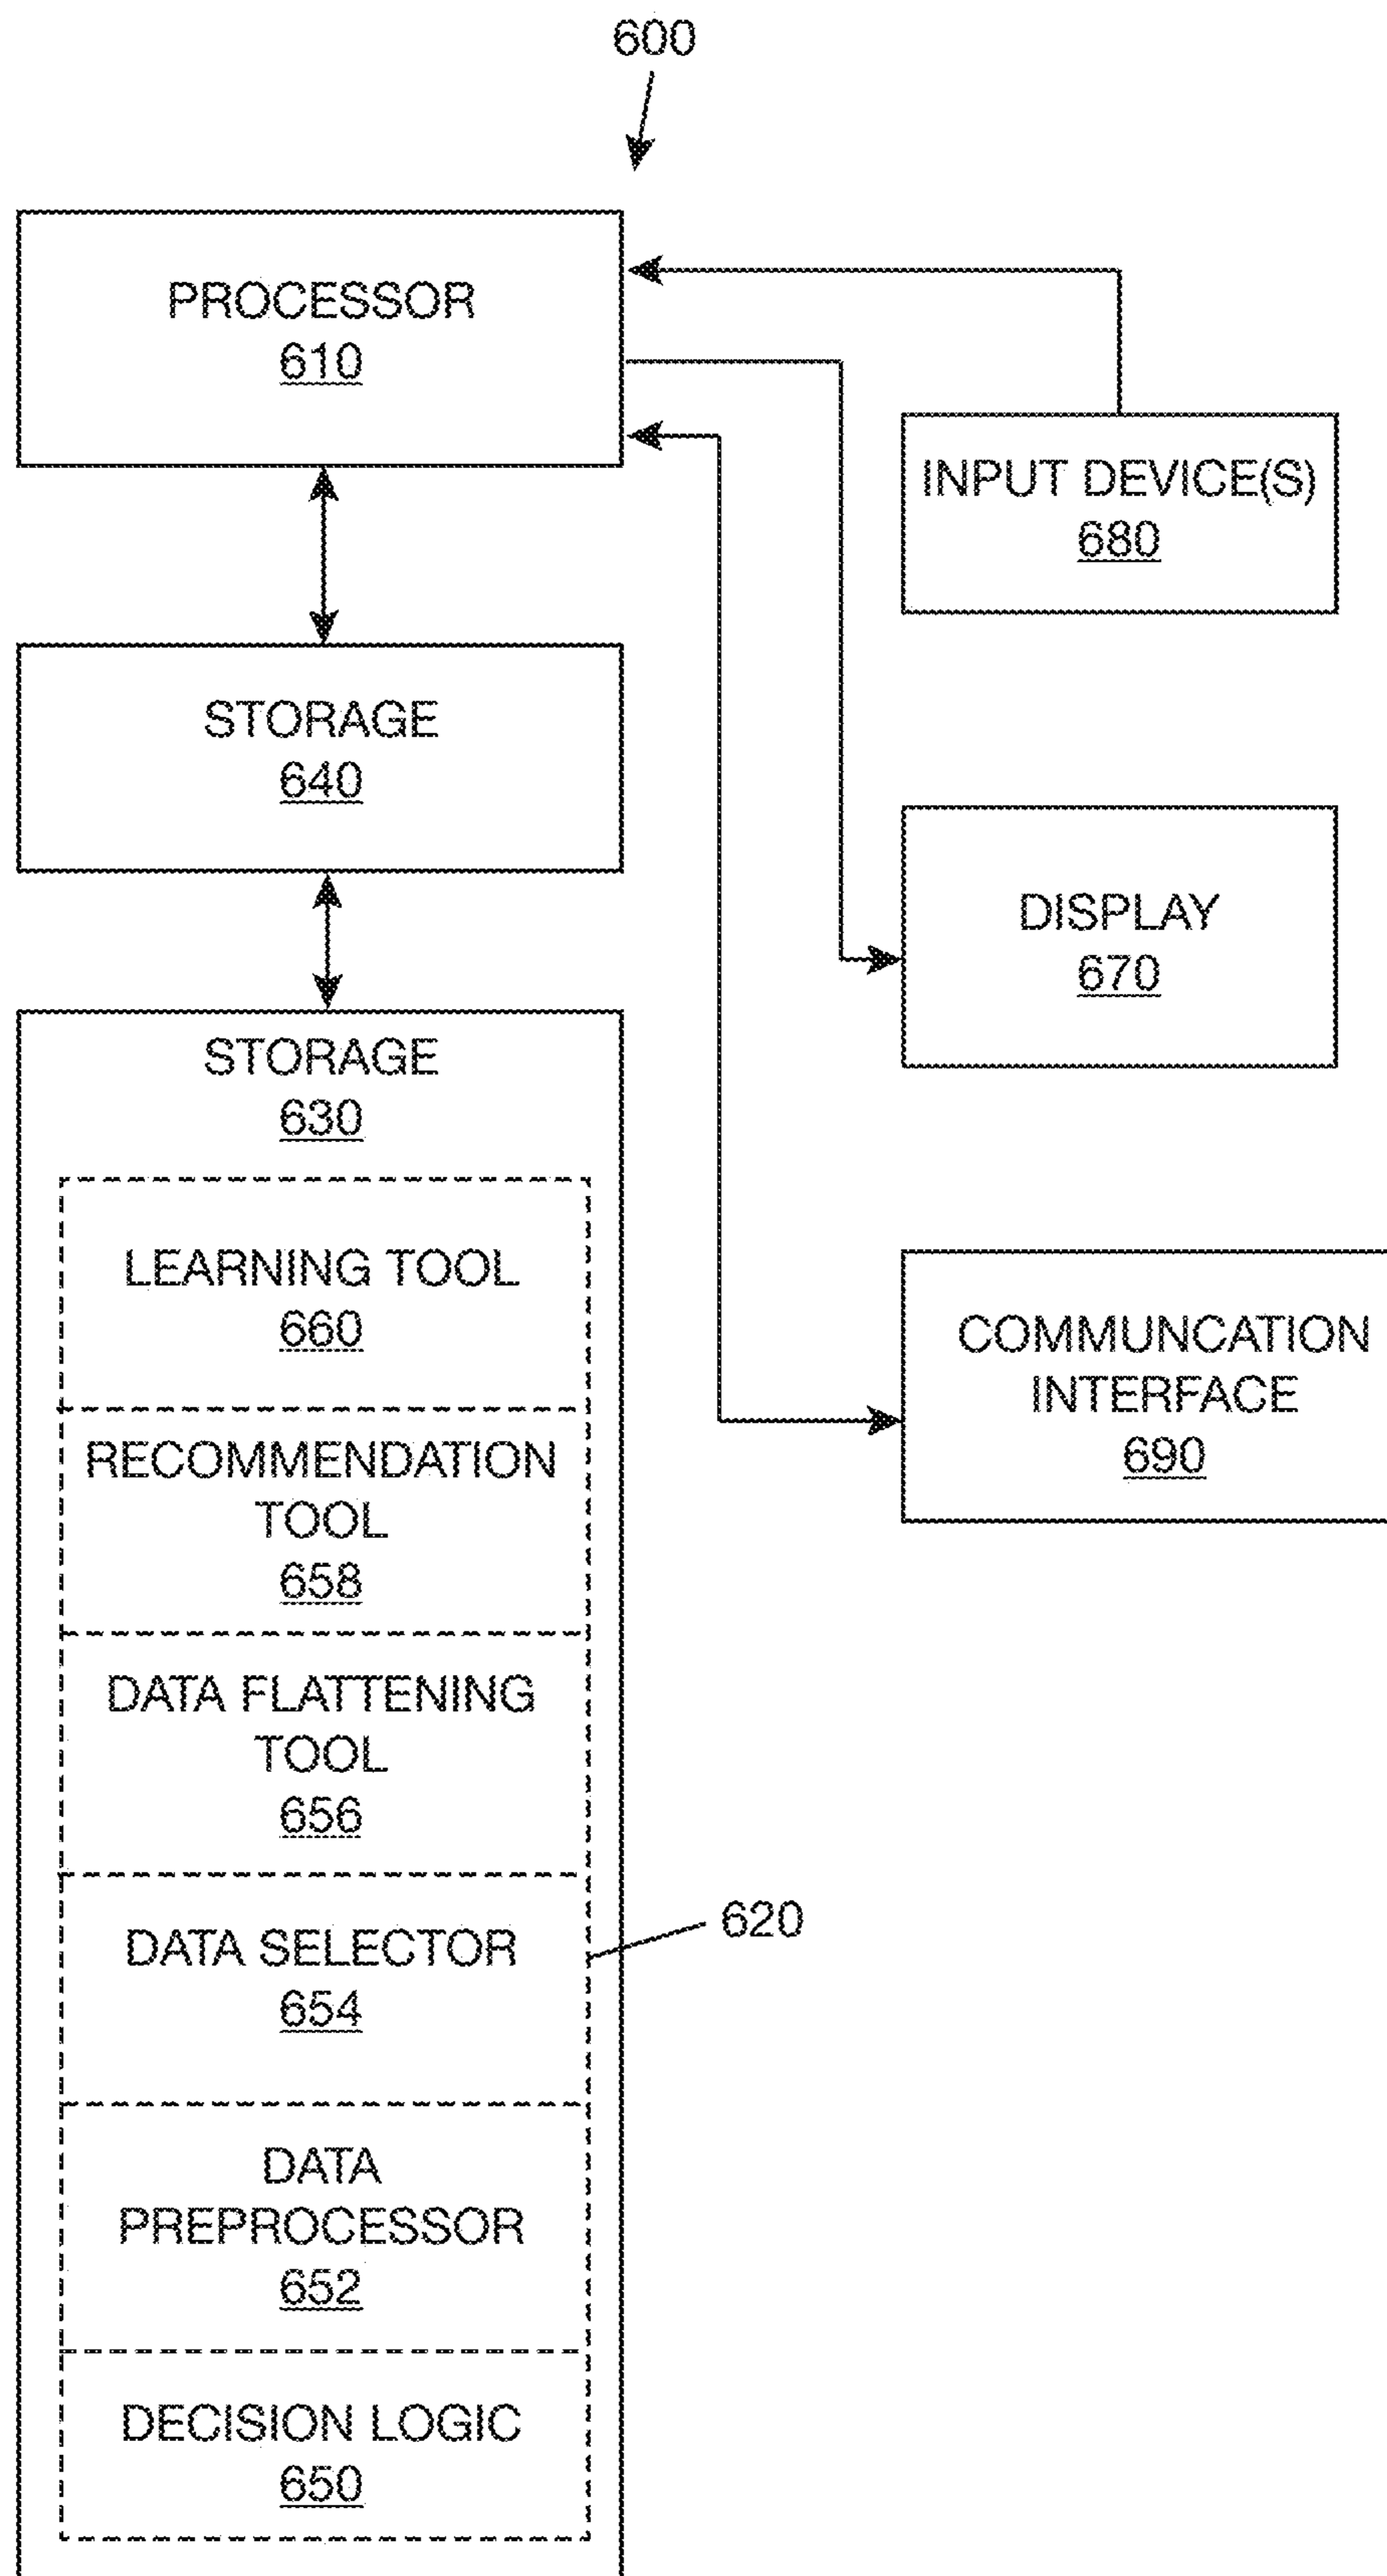 600
PROCESSOR
610
INPUT DEVICE(S)
680
STORAGE
640
DISPLAY
670
STORAGE
630
LEARNING TOOL
660
COMMUNCATION
INTERFACE
690
RECOMMENDATION
TOOL
658
DATA FLATTENING
TOOL
656
DATA SELECTOR
654
620
DATA
PREPROCESSOR
652
DECISION LOGIC
650